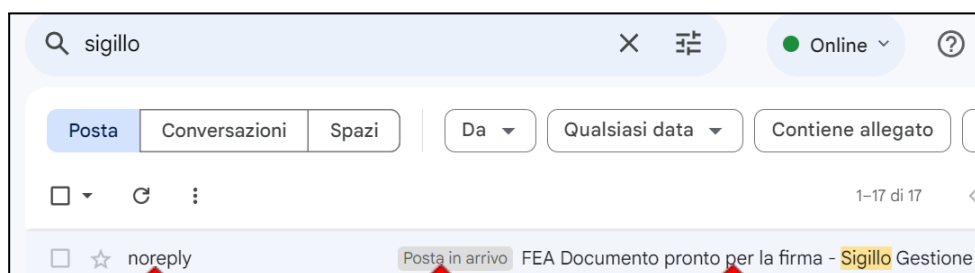 sigillo Online
Posta Conversazioni Spazi Da Qualsiasi data Contiene allegato
1–17 di 17
noreply Posta in arrivo FEA Documento pronto per la firma - Sigillo Gestione